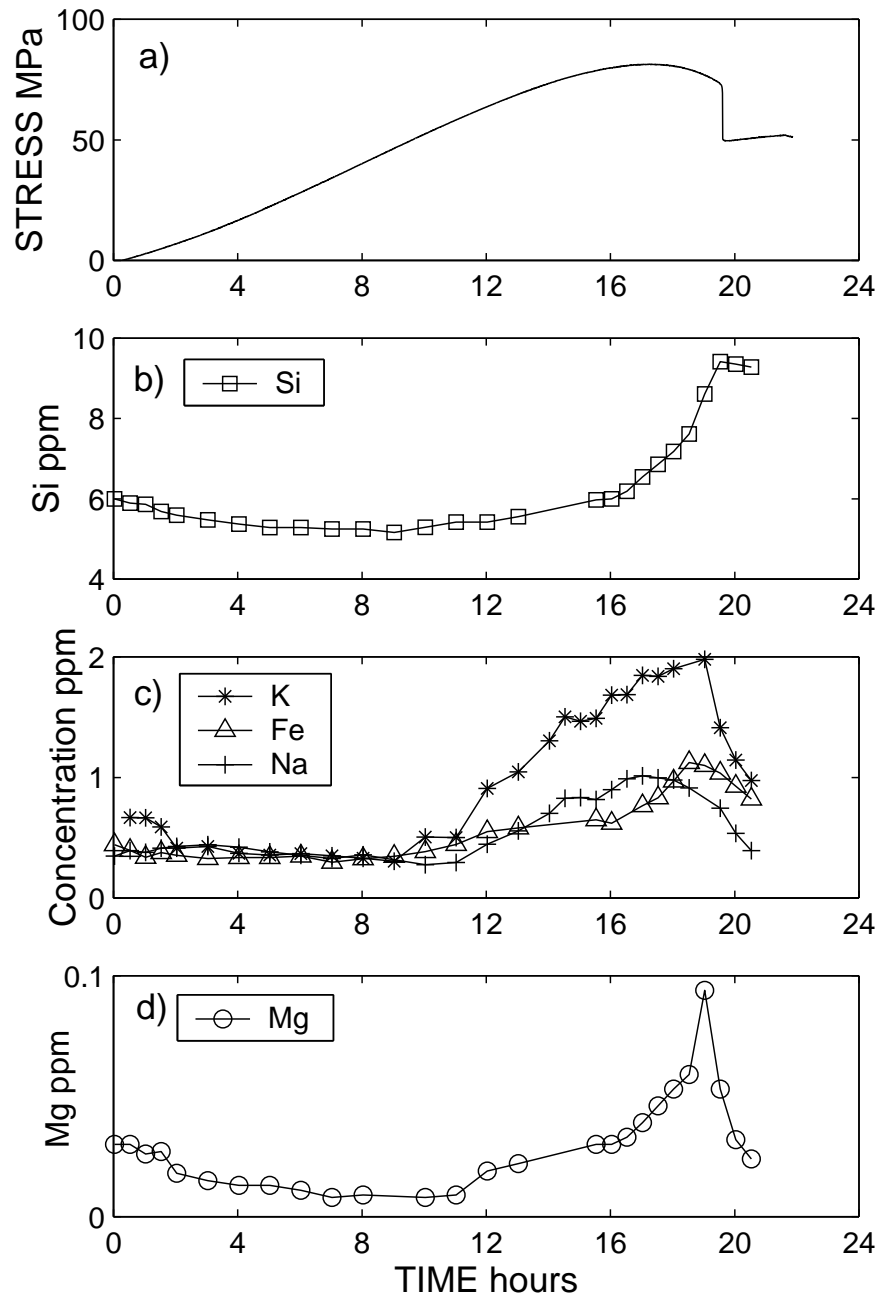 100
a)
STRESS MPa
50
0
0 4 8 12 16 20 24
10
b)
Si
8
Si ppm
6
4
0 4 8 12 16 20 24
2
c)
K
Fe
Na
Concentration ppm
1
0
0 4 8 12 16 20 24
0.1
d)
Mg
Mg ppm
0
0 4 8 12 16 20 24
TIME hours